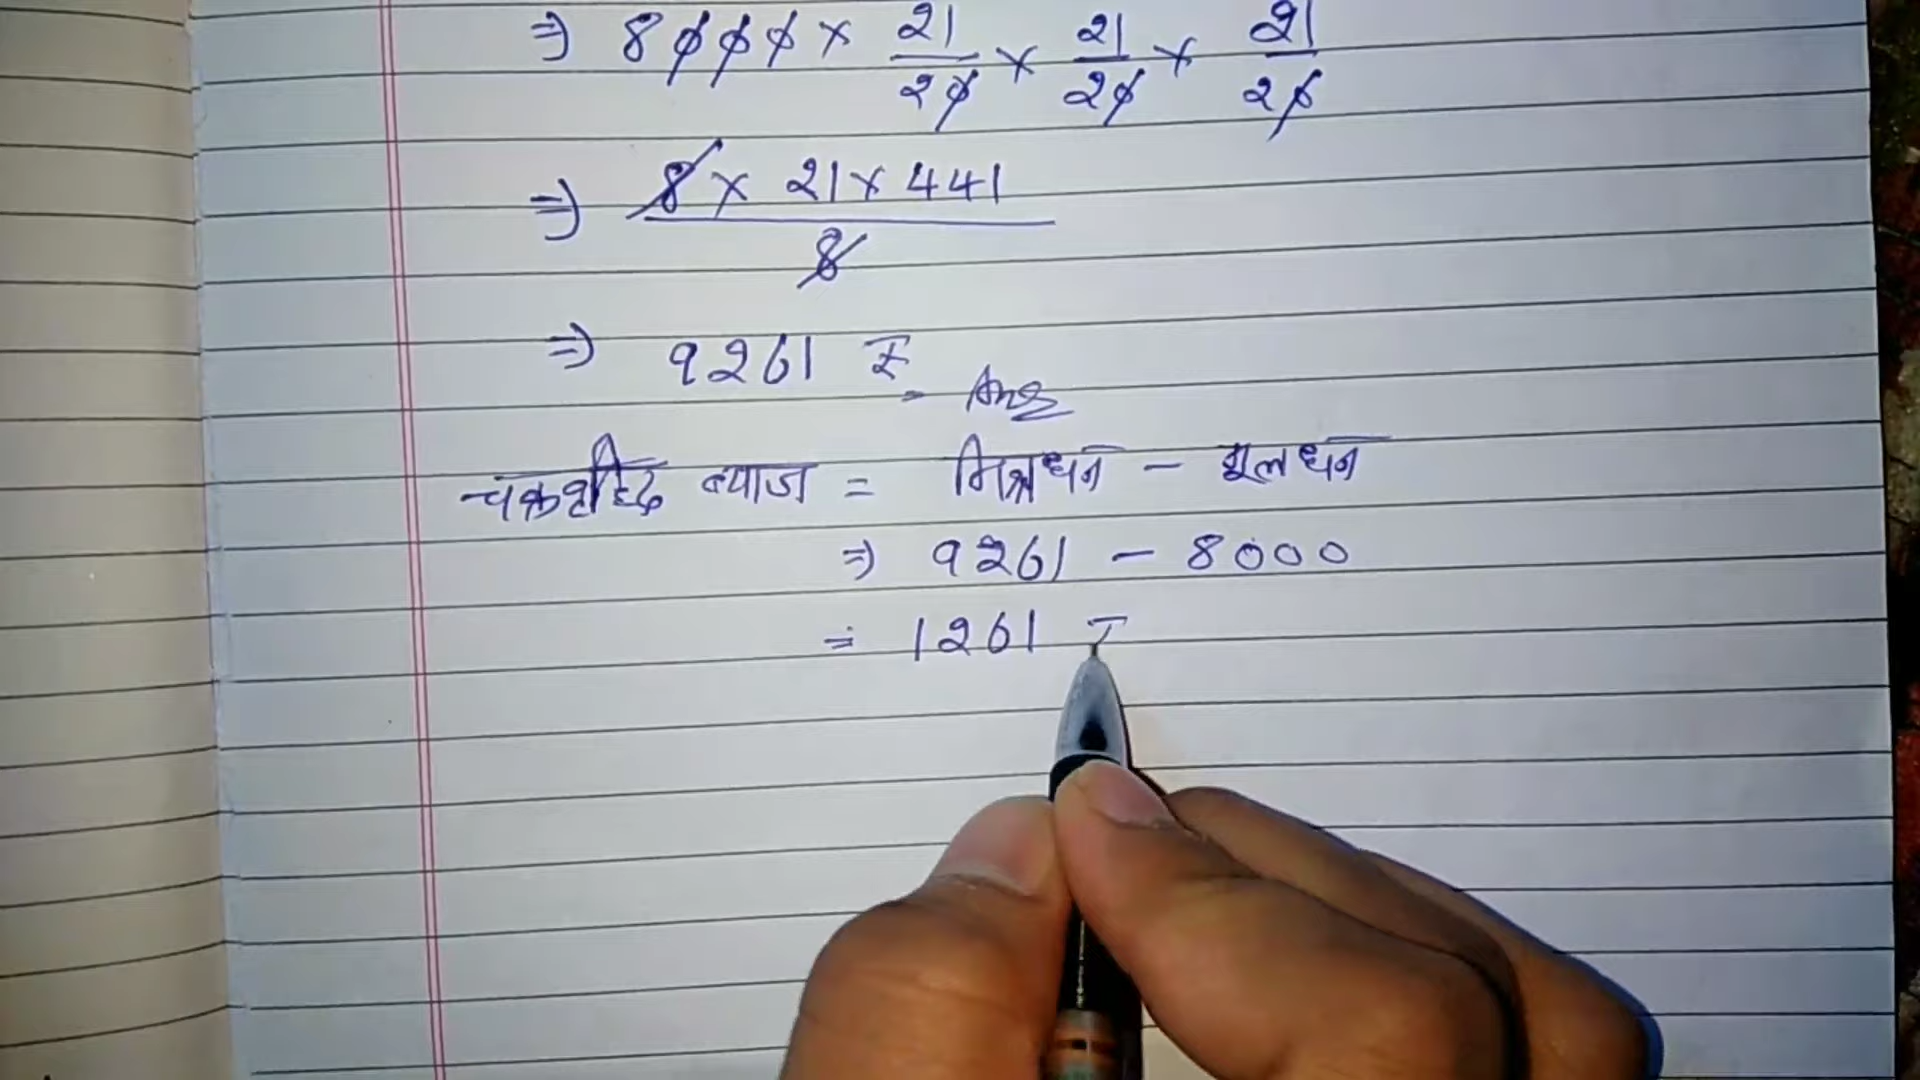 ⇒ 8000 × 21/20 × 21/20 × 21/20
⇒ 8 × 21 × 441 / 8
⇒ 9261 ₹ Ans
चक्रवृद्धि ब्याज = मिश्रधन - मूलधन
⇒ 9261 - 8000
= 1261